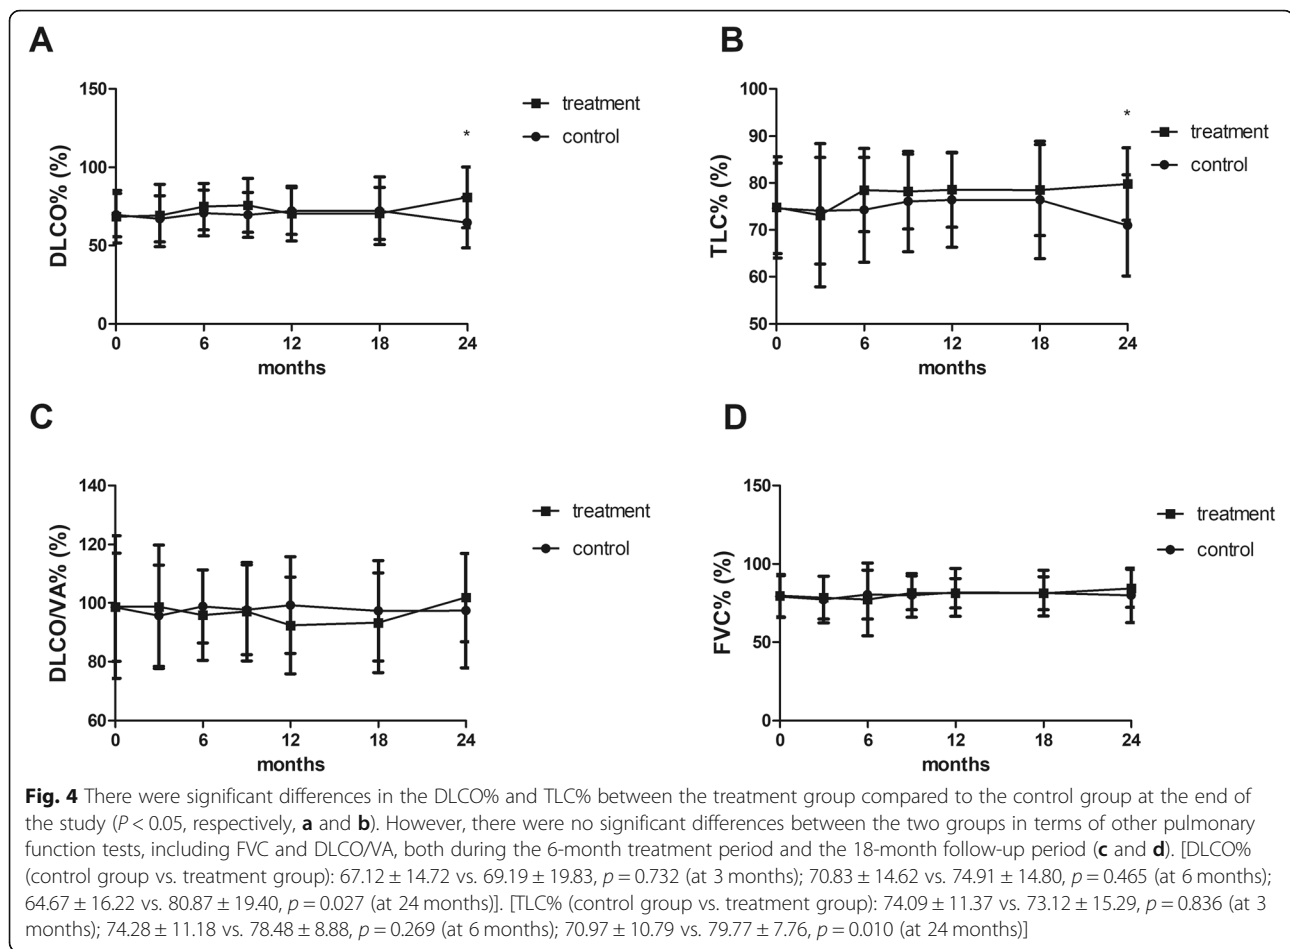 A
150
100
50
0
DLCO% (%)
0 6 12 18 24
months
treatment
control
*
B
100
90
80
70
60
50
TLC% (%)
0 6 12 18 24
months
treatment
control
*
C
140
120
100
80
60
DLCO/VA% (%)
0 6 12 18 24
months
treatment
control
D
150
100
50
0
FVC% (%)
0 6 12 18 24
months
treatment
control
Fig. 4 There were significant differences in the DLCO% and TLC% between the treatment group compared to the control group at the end of
the study (P < 0.05, respectively, a and b). However, there were no significant differences between the two groups in terms of other pulmonary
function tests, including FVC and DLCO/VA, both during the 6-month treatment period and the 18-month follow-up period (c and d). [DLCO%
(control group vs. treatment group): 67.12 ± 14.72 vs. 69.19 ± 19.83, p = 0.732 (at 3 months); 70.83 ± 14.62 vs. 74.91 ± 14.80, p = 0.465 (at 6 months);
64.67 ± 16.22 vs. 80.87 ± 19.40, p = 0.027 (at 24 months)]. [TLC% (control group vs. treatment group): 74.09 ± 11.37 vs. 73.12 ± 15.29, p = 0.836 (at 3
months); 74.28 ± 11.18 vs. 78.48 ± 8.88, p = 0.269 (at 6 months); 70.97 ± 10.79 vs. 79.77 ± 7.76, p = 0.010 (at 24 months)]